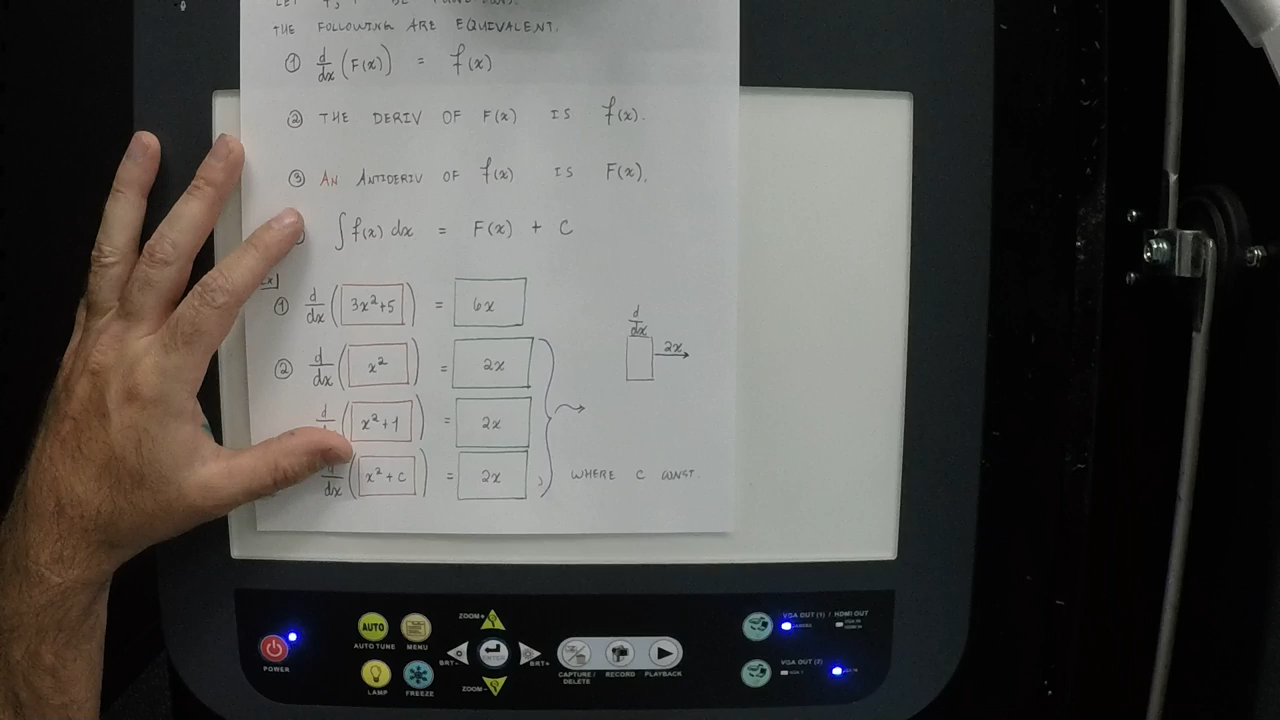 THE FOLLOWING ARE EQUIVALENT.
① d/dx (F(x)) = f(x)
② THE DERIV OF F(x) IS f(x).
③ AN ANTIDERIV OF f(x) IS F(x).
∫ f(x) dx = F(x) + C
① d/dx (3x²+5) = 6x
② d/dx (x²) = 2x
d/dx 2x
(x²+1) = 2x
d/dx (x²+c) = 2x , WHERE C CONST.
ZOOM+
AUTO
AUTO TUNE
MENU
BRT-
BRT+
POWER
LAMP
FREEZE
ZOOM-
CAPTURE / DELETE
RECORD
PLAYBACK
VGA OUT (1) / HDMI OUT
VGA OUT (2)